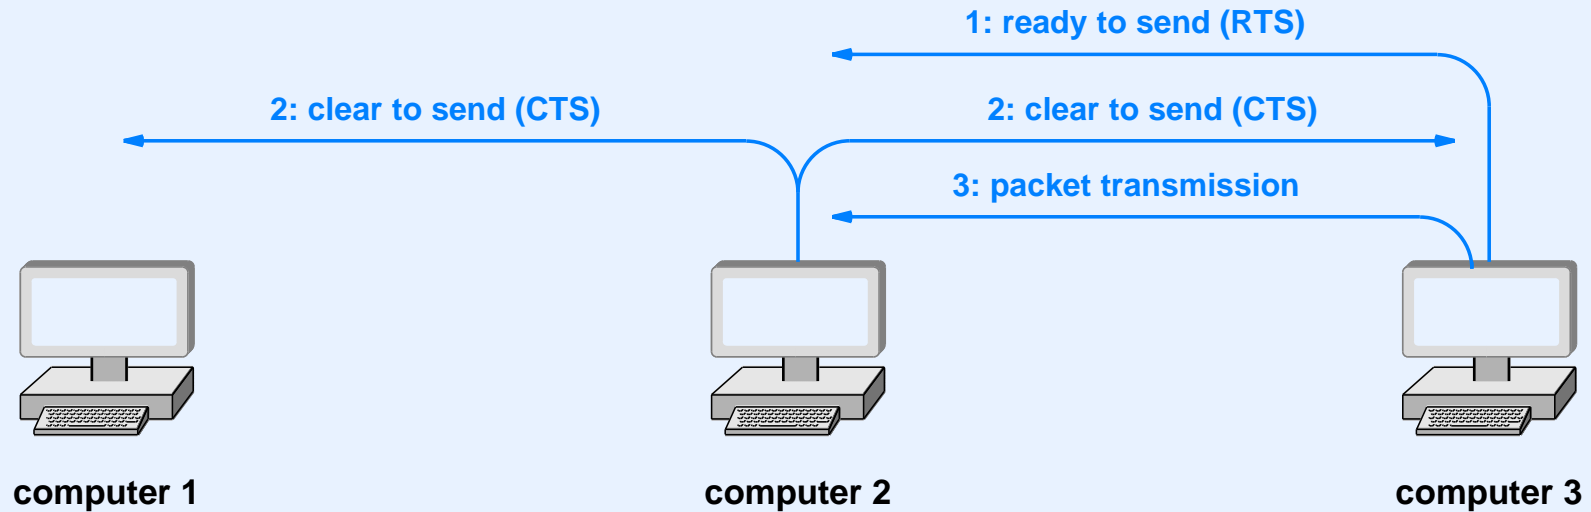 1: ready to send (RTS)
2: clear to send (CTS)
2: clear to send (CTS)
3: packet transmission
computer 1
computer 2
computer 3